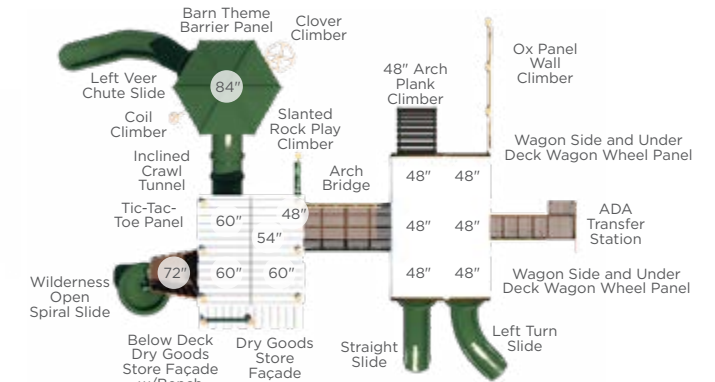 Barn Theme
Barrier Panel
Clover
Climber
Left Veer
Chute Slide
84"
Coil
Climber
Slanted
Rock Play
Climber
48" Arch
Plank
Climber
Ox Panel
Wall
Climber
Inclined
Crawl
Tunnel
Arch
Bridge
Wagon Side and Under
Deck Wagon Wheel Panel
Tic-Tac-
Toe Panel
60"
48"
54"
48" 48"
48" 48"
ADA
Transfer
Station
72"
60"
60"
48" 48"
Wagon Side and Under
Deck Wagon Wheel Panel
Wilderness
Open
Spiral Slide
Below Deck
Dry Goods
Store Façade
w/Bench
Dry Goods
Store
Façade
Straight
Slide
Left Turn
Slide